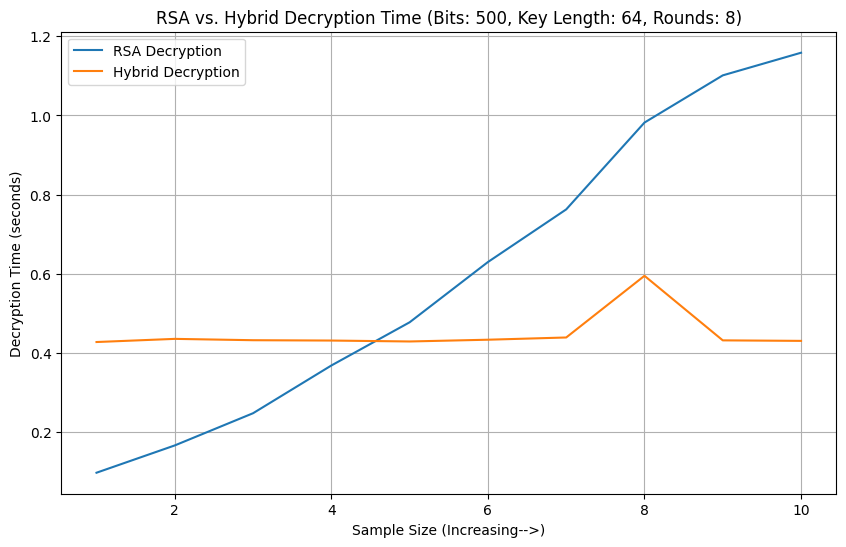 RSA vs. Hybrid Decryption Time (Bits: 500, Key Length: 64, Rounds: 8)
RSA Decryption
Hybrid Decryption
Decryption Time (seconds)
1.2
1.0
0.8
0.6
0.4
0.2
2
4
6
8
10
Sample Size (Increasing-->)